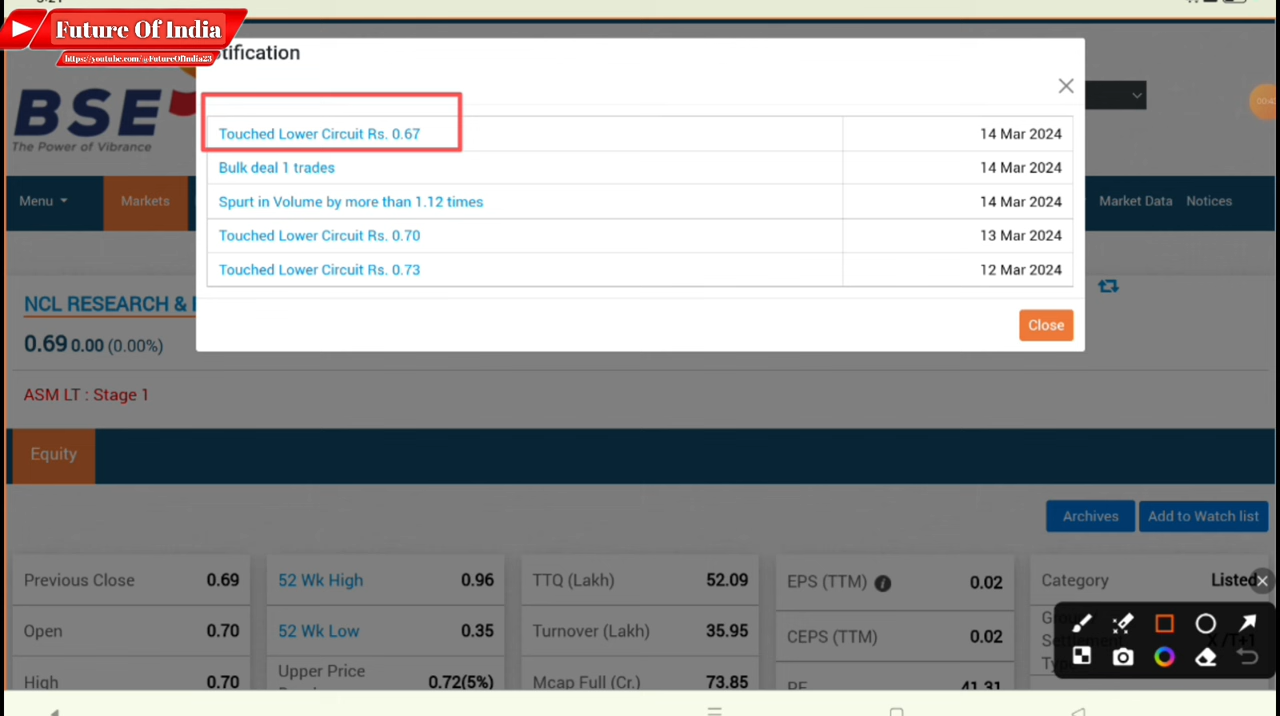 Future Of India
https://youtube.com/@FutureOfIndia23
tification
BSE
The Power of Vibrance
Touched Lower Circuit Rs. 0.67 14 Mar 2024
Bulk deal 1 trades 14 Mar 2024
Spurt in Volume by more than 1.12 times 14 Mar 2024
Touched Lower Circuit Rs. 0.70 13 Mar 2024
Touched Lower Circuit Rs. 0.73 12 Mar 2024
Close
Menu Markets Market Data Notices
NCL RESEARCH &
0.69 0.00 (0.00%)
ASM LT : Stage 1
Equity
Archives Add to Watch list
Previous Close 0.69 52 Wk High 0.96 TTQ (Lakh) 52.09 EPS (TTM) 0.02 Category Listed
Open 0.70 52 Wk Low 0.35 Turnover (Lakh) 35.95 CEPS (TTM) 0.02
High 0.70 Upper Price 0.72(5%) Mcap Full (Cr.) 73.85 PE 41.31